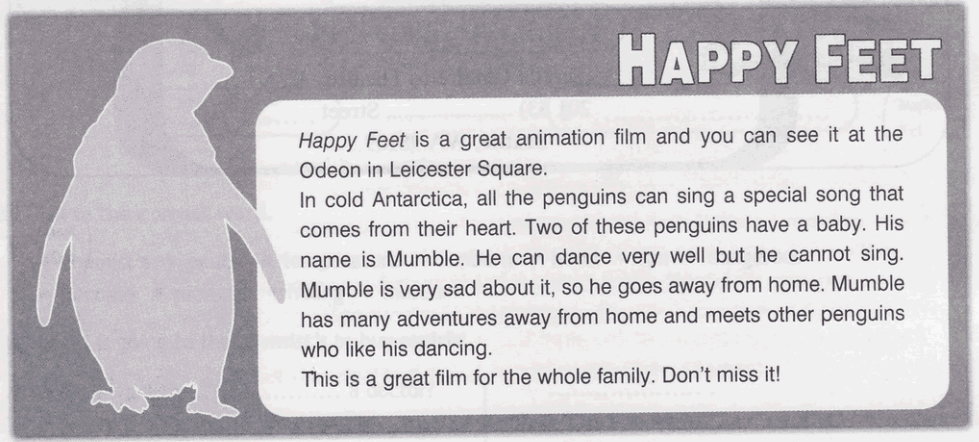 HAPPY FEET
Happy Feet is a great animation film and you can see it at the
Odeon in Leicester Square.
In cold Antarctica, all the penguins can sing a special song that
comes from their heart. Two of these penguins have a baby. His
name is Mumble. He can dance very well but he cannot sing.
Mumble is very sad about it, so he goes away from home. Mumble
has many adventures away from home and meets other penguins
who like his dancing.
This is a great film for the whole family. Don't miss it!